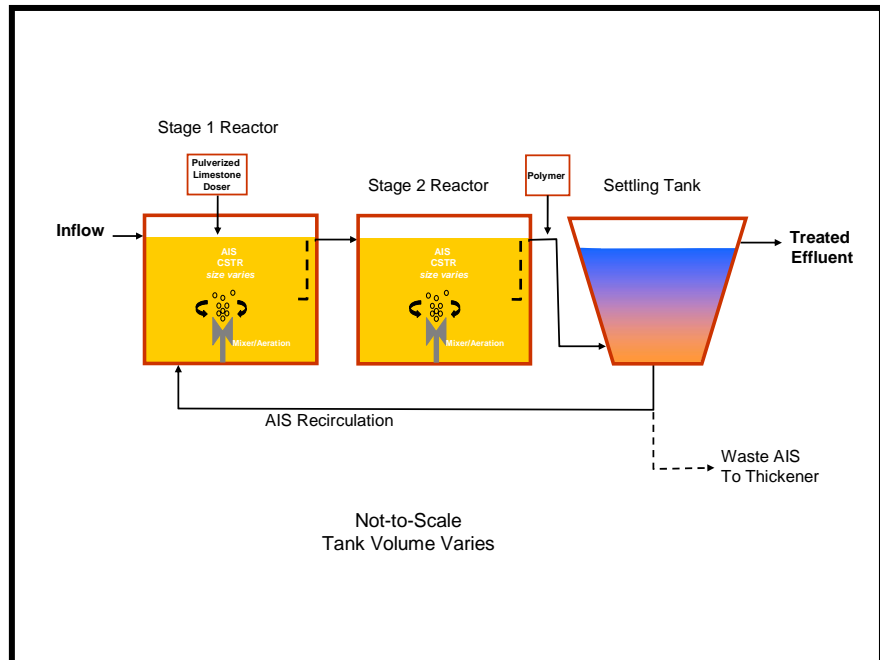 Stage 1 Reactor
Pulverized
Limestone
Doser
Stage 2 Reactor
Polymer
Settling Tank
Inflow
AIS
CSTR
size varies
Mixer/Aeration
AIS
CSTR
size varies
Mixer/Aeration
Treated
Effluent
AIS Recirculation
Waste AIS
To Thickener
Not-to-Scale
Tank Volume Varies